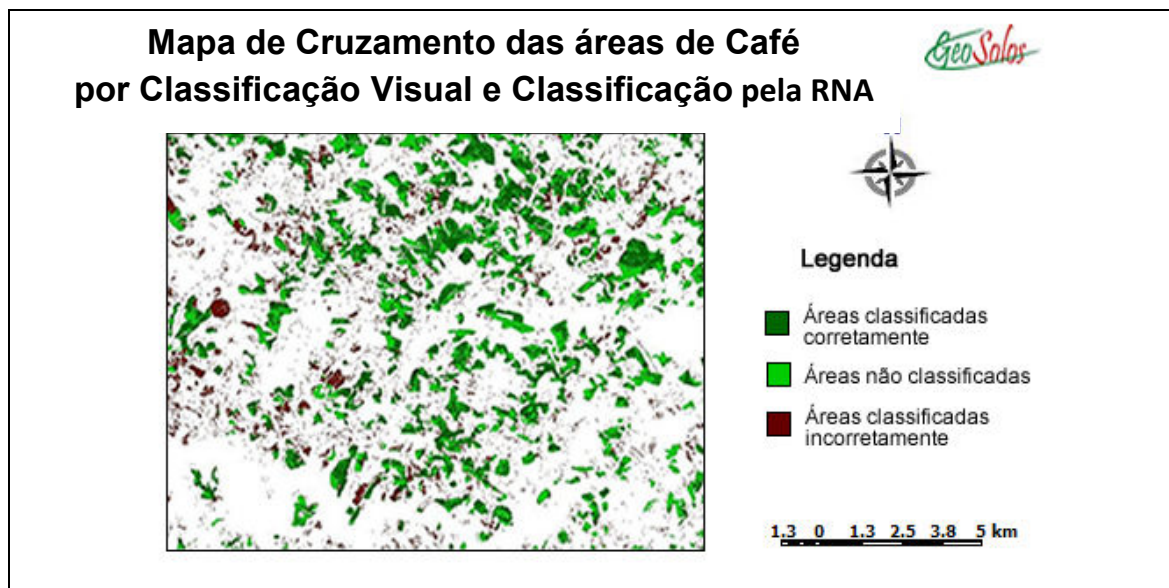 Mapa de Cruzamento das áreas de Café
por Classificação Visual e Classificação pela RNA
GeoSolos
Legenda
Áreas classificadas
corretamente
Áreas não classificadas
Áreas classificadas
incorretamente
1.3 0 1.3 2.5 3.8 5 km